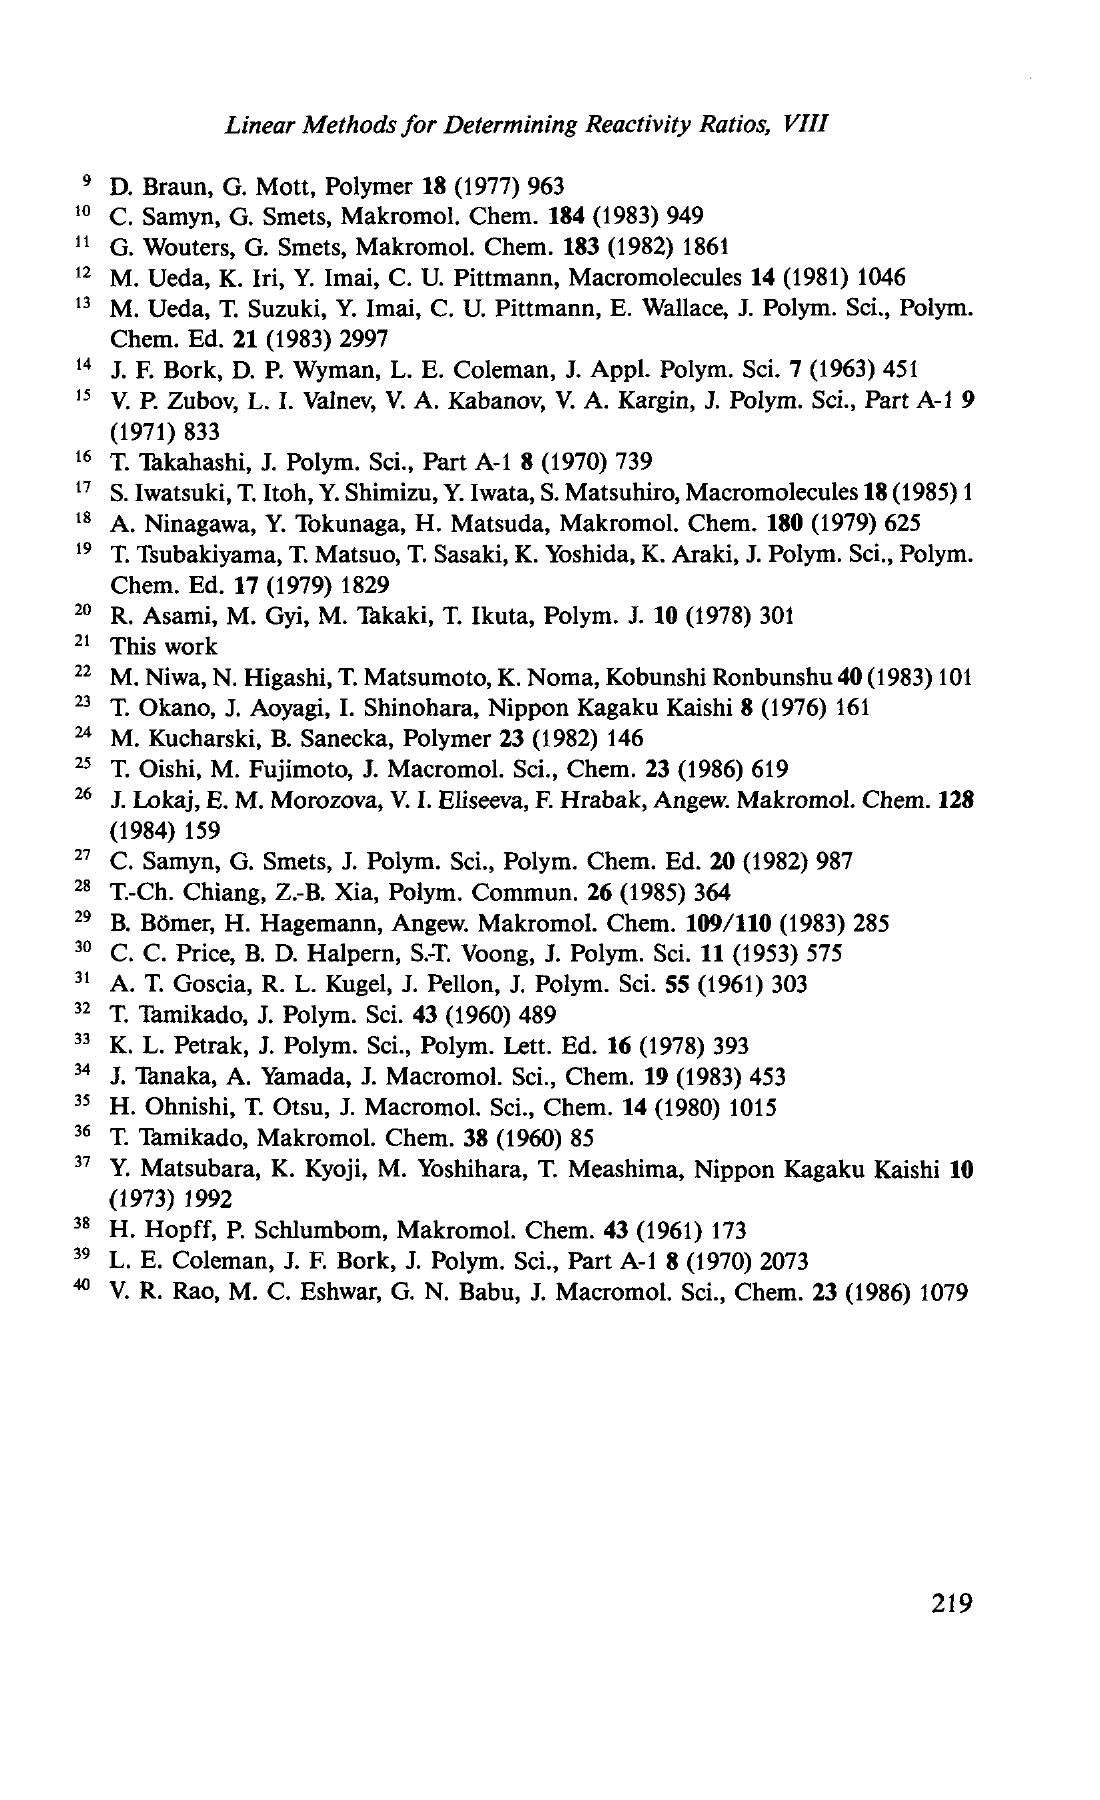 Linear Methods for Determining Reactivity Ratios, VIII
9 D. Braun, G. Mott, Polymer 18 (1977) 963
10 C. Samyn, G. Smets, Makromol. Chem. 184 (1983) 949
11 G. Wouters, G. Smets, Makromol. Chem. 183 (1982) 1861
12 M. Ueda, K. Iri, Y. Imai, C. U. Pittmann, Macromolecules 14 (1981) 1046
13 M. Ueda, T. Suzuki, Y. Imai, C. U. Pittmann, E. Wallace, J. Polym. Sci., Polym.
Chem. Ed. 21 (1983) 2997
14 J. F. Bork, D. P. Wyman, L. E. Coleman, J. Appl. Polym. Sci. 7 (1963) 451
15 V. P. Zubov, L. I. Valnev, V. A. Kabanov, V. A. Kargin, J. Polym. Sci., Part A-1 9
(1971) 833
16 T. Takahashi, J. Polym. Sci., Part A-1 8 (1970) 739
17 S. Iwatsuki, T. Itoh, Y. Shimizu, Y. Iwata, S. Matsuhiro, Macromolecules 18 (1985) 1
18 A. Ninagawa, Y. Tokunaga, H. Matsuda, Makromol. Chem. 180 (1979) 625
19 T. Tsubakiyama, T. Matsuo, T. Sasaki, K. Yoshida, K. Araki, J. Polym. Sci., Polym.
Chem. Ed. 17 (1979) 1829
20 R. Asami, M. Gyi, M. Takaki, T. Ikuta, Polym. J. 10 (1978) 301
21 This work
22 M. Niwa, N. Higashi, T. Matsumoto, K. Noma, Kobunshi Ronbunshu 40 (1983) 101
23 T. Okano, J. Aoyagi, I. Shinohara, Nippon Kagaku Kaishi 8 (1976) 161
24 M. Kucharski, B. Sanecka, Polymer 23 (1982) 146
25 T. Oishi, M. Fujimoto, J. Macromol. Sci., Chem. 23 (1986) 619
26 J. Lokaj, E. M. Morozova, V. I. Eliseeva, F. Hrabak, Angew. Makromol. Chem. 128
(1984) 159
27 C. Samyn, G. Smets, J. Polym. Sci., Polym. Chem. Ed. 20 (1982) 987
28 T.-Ch. Chiang, Z.-B. Xia, Polym. Commun. 26 (1985) 364
29 B. Bömer, H. Hagemann, Angew. Makromol. Chem. 109/110 (1983) 285
30 C. C. Price, B. D. Halpern, S.-T. Voong, J. Polym. Sci. 11 (1953) 575
31 A. T. Goscia, R. L. Kugel, J. Pellon, J. Polym. Sci. 55 (1961) 303
32 T. Tamikado, J. Polym. Sci. 43 (1960) 489
33 K. L. Petrak, J. Polym. Sci., Polym. Lett. Ed. 16 (1978) 393
34 J. Tanaka, A. Yamada, J. Macromol. Sci., Chem. 19 (1983) 453
35 H. Ohnishi, T. Otsu, J. Macromol. Sci., Chem. 14 (1980) 1015
36 T. Tamikado, Makromol. Chem. 38 (1960) 85
37 Y. Matsubara, K. Kyoji, M. Yoshihara, T. Meashima, Nippon Kagaku Kaishi 10
(1973) 1992
38 H. Hopff, P. Schlumbom, Makromol. Chem. 43 (1961) 173
39 L. E. Coleman, J. F. Bork, J. Polym. Sci., Part A-1 8 (1970) 2073
40 V. R. Rao, M. C. Eshwar, G. N. Babu, J. Macromol. Sci., Chem. 23 (1986) 1079
219